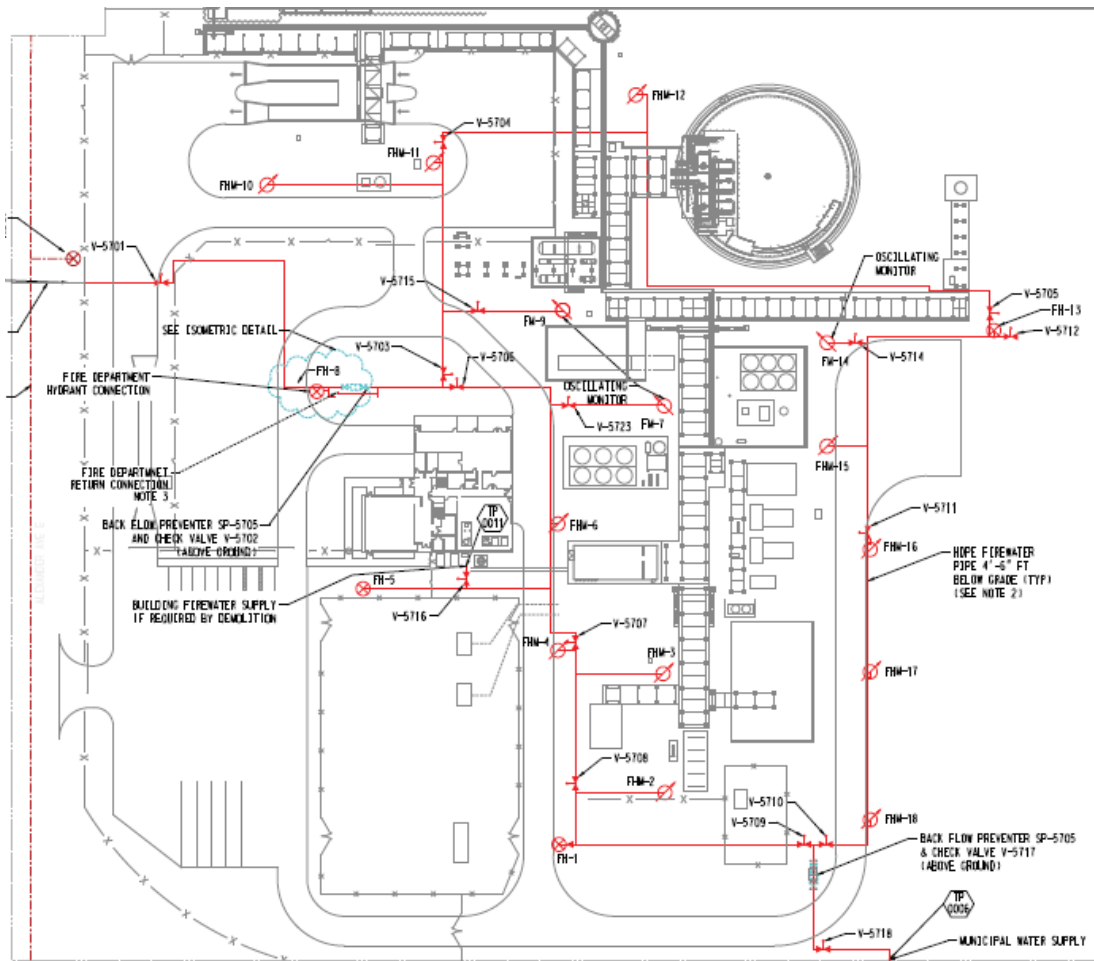 FHM-12
V-5704
FHM-11
FHM-10
V-5701
OSCILLATING
MONITOR
V-5715
V-5705
FH-13
V-5712
FM-9
SEE ISOMETRIC DETAIL
V-5703
V-5706
FM-14
V-5714
FIRE DEPARTMENT
HYDRANT CONNECTION
FH-8
OSCILLATING
MONITOR
FM-7
V-5723
FHM-15
FIRE DEPARTMNET
RETURN CONNECTION
NOTE 3
BACK FLOW PREVENTER SP-5705
AND CHECK VALVE V-5702
(ABOVE GROUND)
TP
0011
V-5711
FHM-6
FHM-16
HDPE FIREWATER
PIPE 4'-6" FT
BELOW GRADE (TYP)
(SEE NOTE 2)
FH-5
BUILDING FIREWATER SUPPLY
IF REQUIRED BY DEMOLITION
V-5716
V-5707
FHM-4
FHM-3
FHM-17
V-5708
FHM-2
V-5710
V-5709
FHM-18
FH-1
BACK FLOW PREVENTER SP-5705
& CHECK VALVE V-5717
(ABOVE GROUND)
TP
0006
V-5718
MUNICIPAL WATER SUPPLY